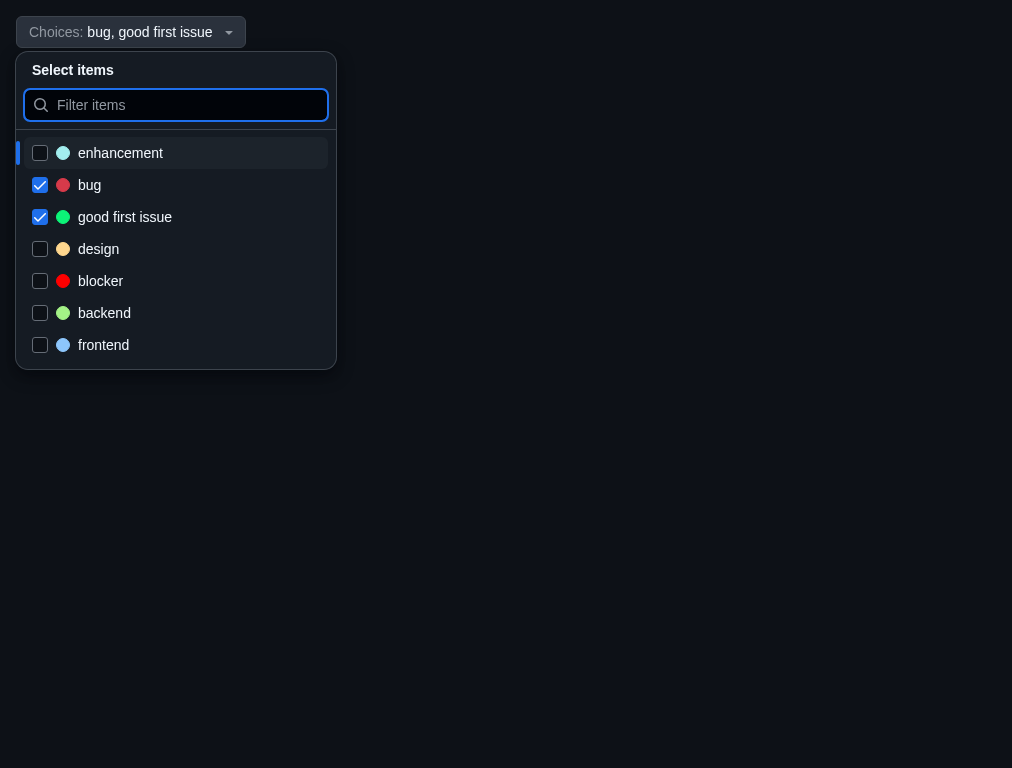 Choices: bug, good first issue
Select items
Filter items
enhancement
bug
good first issue
design
blocker
backend
frontend